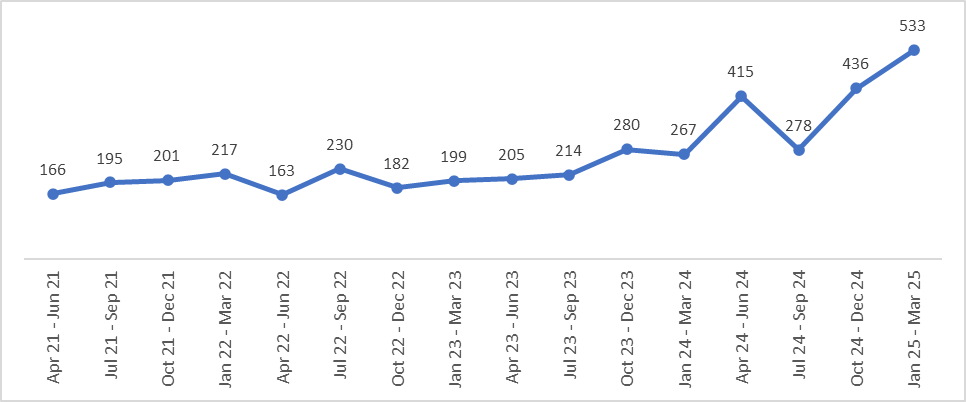 166
195
201
217
163
230
182
199
205
214
280
267
415
278
436
533
Apr 21 - Jun 21
Jul 21 - Sep 21
Oct 21 - Dec 21
Jan 22 - Mar 22
Apr 22 - Jun 22
Jul 22 - Sep 22
Oct 22 - Dec 22
Jan 23 - Mar 23
Apr 23 - Jun 23
Jul 23 - Sep 23
Oct 23 - Dec 23
Jan 24 - Mar 24
Apr 24 - Jun 24
Jul 24 - Sep 24
Oct 24 - Dec 24
Jan 25 - Mar 25